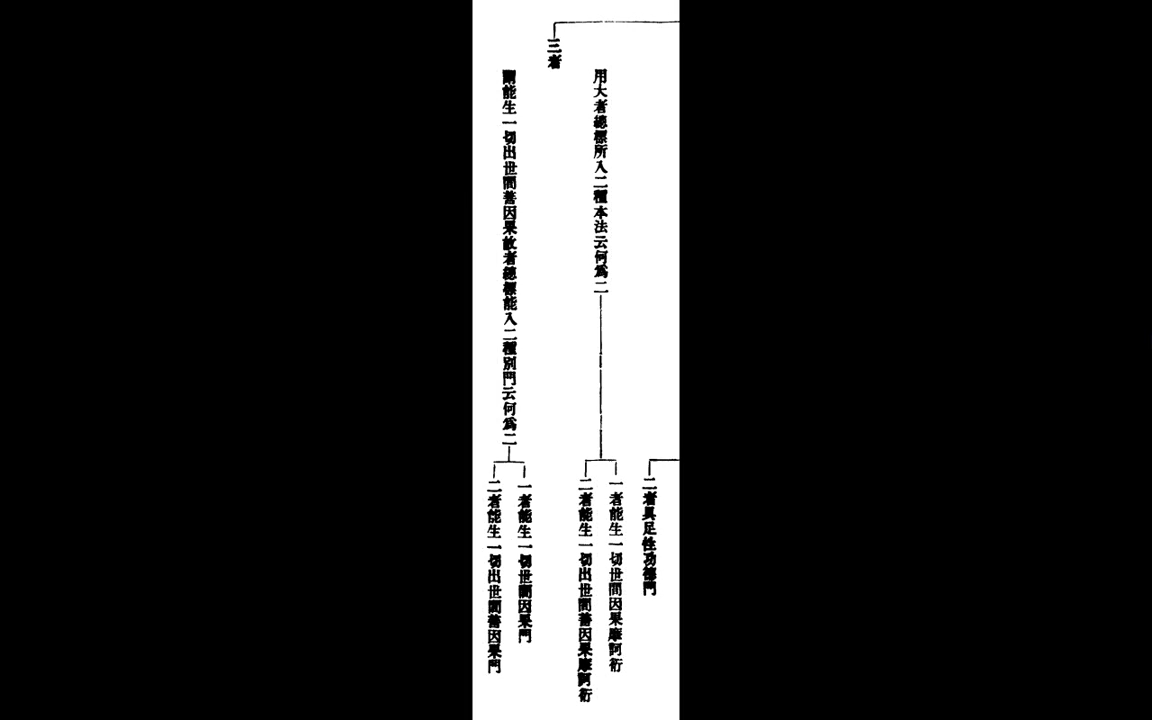 二者具足性功德門
三者
用大者總標所入二種本法云何爲二
一者能生一切世間因果摩訶衍
二者能生一切出世間善因果摩訶衍
能生一切出世間善因果故者總標能入二種別門云何爲二
一者能生一切世間因果門
二者能生一切出世間善因果門